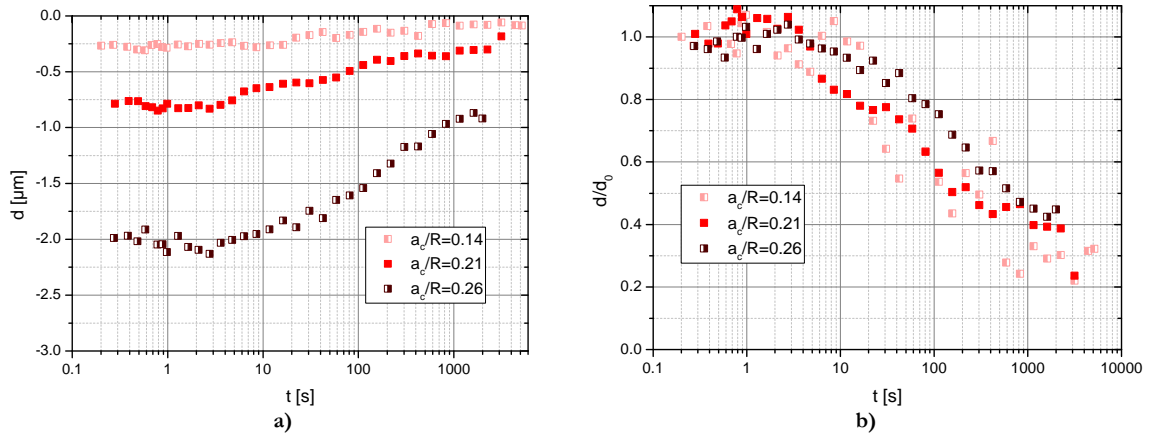 a)
0.0
-0.5
-1.0
-1.5
-2.0
-2.5
-3.0
d [µm]
0.1 1 10 100 1000
t [s]
a_c/R=0.14
a_c/R=0.21
a_c/R=0.26
a)
b)
1.0
0.8
0.6
0.4
0.2
0.0
d/d_0
0.1 1 10 100 1000 10000
t [s]
a_c/R=0.14
a_c/R=0.21
a_c/R=0.26
b)